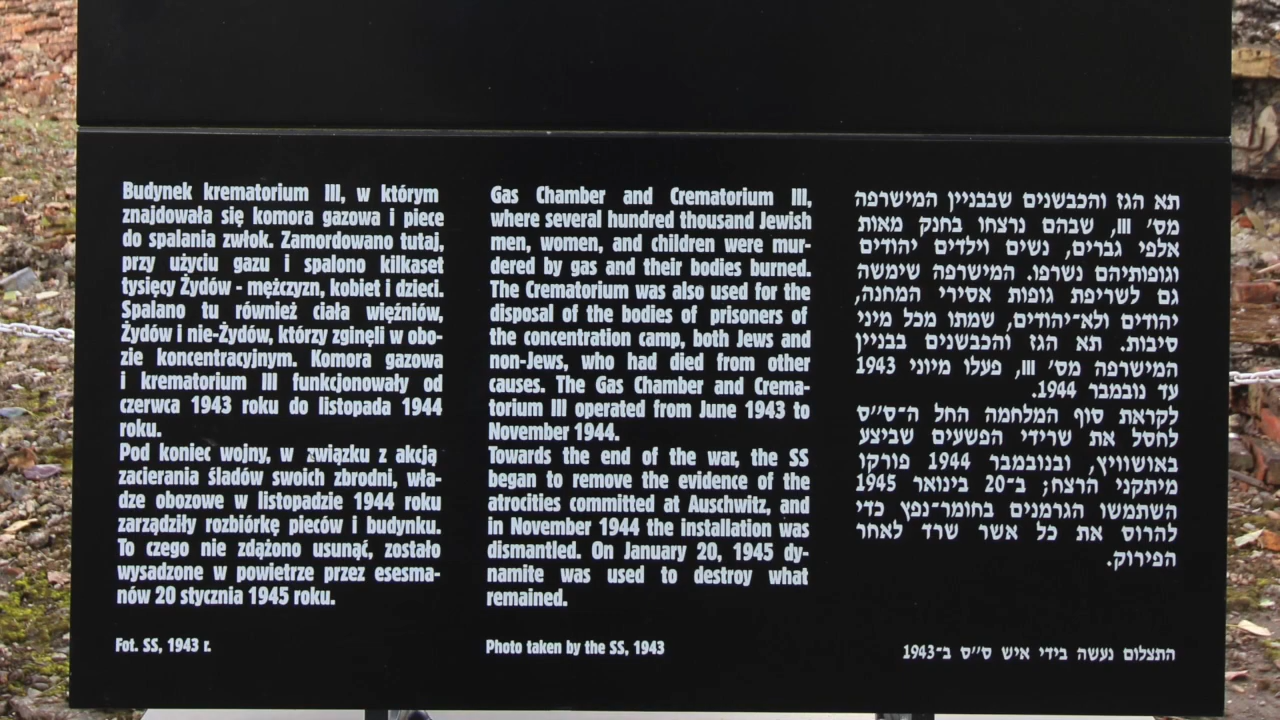 Budynek krematorium III, w którym
znajdowała się komora gazowa i piece
do spalania zwłok. Zamordowano tutaj,
przy użyciu gazu i spalono kilkaset
tysięcy Żydów - mężczyzn, kobiet i dzieci.
Spalano tu również ciała więźniów,
Żydów i nie-Żydów, którzy zginęli w obo-
zie koncentracyjnym. Komora gazowa
i krematorium III funkcjonowały od
czerwca 1943 roku do listopada 1944
roku.
Pod koniec wojny, w związku z akcją
zacierania śladów swoich zbrodni, wła-
dze obozowe w listopadzie 1944 roku
zarządziły rozbiórkę pieców i budynku.
To czego nie zdążono usunąć, zostało
wysadzone w powietrze przez esesma-
nów 20 stycznia 1945 roku.
Fot. SS, 1943 r.
Gas Chamber and Crematorium III,
where several hundred thousand Jewish
men, women, and children were mur-
dered by gas and their bodies burned.
The Crematorium was also used for the
disposal of the bodies of prisoners of
the concentration camp, both Jews and
non-Jews, who had died from other
causes. The Gas Chamber and Crema-
torium III operated from June 1943 to
November 1944.
Towards the end of the war, the SS
began to remove the evidence of the
atrocities committed at Auschwitz, and
in November 1944 the installation was
dismantled. On January 20, 1945 dy-
namite was used to destroy what
remained.
Photo taken by the SS, 1943
תא הגז והכבשנים שבבניין המישרפה
מס׳ III, שבהם נרצחו בחנק מאות
אלפי גברים, נשים וילדים יהודים
וגופותיהם נשרפו. המישרפה שימשה
גם לשריפת גופות אסירי המחנה,
יהודים ולא־יהודים, שמתו מכל מיני
סיבות. תא הגז והכבשנים בבניין
המישרפה מס׳ III, פעלו מיוני 1943
עד נובמבר 1944.
לקראת סוף המלחמה החל ה־ס״ס
לחסל את שרידי הפשעים שביצע
באושוויץ, ובנובמבר 1944 פורקו
מיתקני הרצח; ב־20 בינואר 1945
השתמשו הגרמנים בחומר־נפץ כדי
להרוס את כל אשר שרד לאחר
הפירוק.
התצלום נעשה בידי איש ס״ס ב־1943